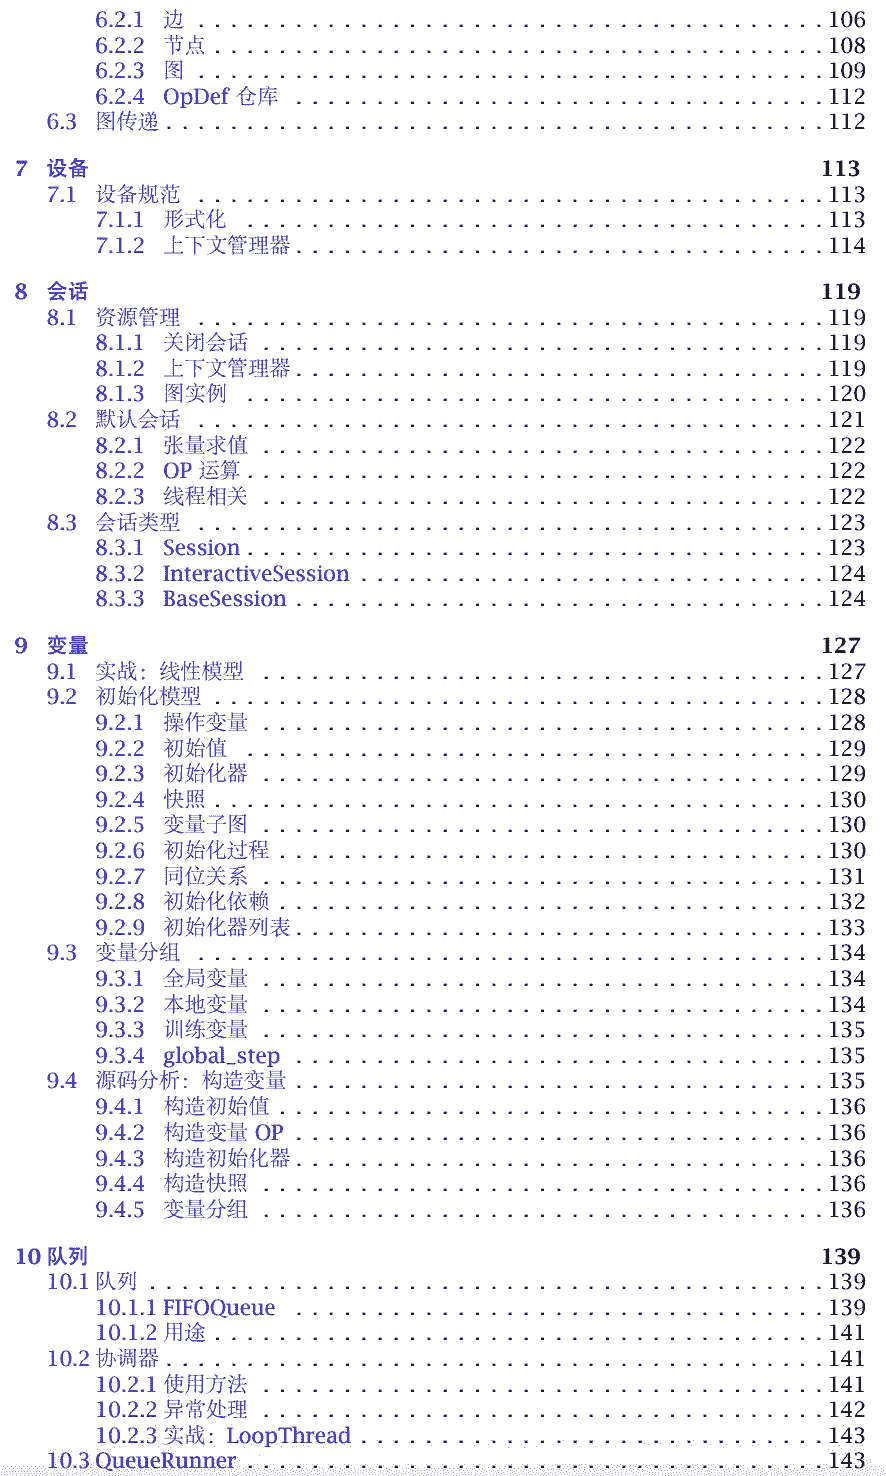 6.2.1 边 . . . . . . . . . . . . . . . . . . . . 106
6.2.2 节点 . . . . . . . . . . . . . . . . . . . . 108
6.2.3 图 . . . . . . . . . . . . . . . . . . . . 109
6.2.4 OpDef 仓库 . . . . . . . . . . . . . . . . . . . . 112
6.3 图传递 . . . . . . . . . . . . . . . . . . . . 112
7 设备 113
7.1 设备规范 . . . . . . . . . . . . . . . . . . . . 113
7.1.1 形式化 . . . . . . . . . . . . . . . . . . . . 113
7.1.2 上下文管理器 . . . . . . . . . . . . . . . . . . . . 114
8 会话 119
8.1 资源管理 . . . . . . . . . . . . . . . . . . . . 119
8.1.1 关闭会话 . . . . . . . . . . . . . . . . . . . . 119
8.1.2 上下文管理器 . . . . . . . . . . . . . . . . . . . . 119
8.1.3 图实例 . . . . . . . . . . . . . . . . . . . . 120
8.2 默认会话 . . . . . . . . . . . . . . . . . . . . 121
8.2.1 张量求值 . . . . . . . . . . . . . . . . . . . . 122
8.2.2 OP 运算 . . . . . . . . . . . . . . . . . . . . 122
8.2.3 线程相关 . . . . . . . . . . . . . . . . . . . . 122
8.3 会话类型 . . . . . . . . . . . . . . . . . . . . 123
8.3.1 Session . . . . . . . . . . . . . . . . . . . . 123
8.3.2 InteractiveSession . . . . . . . . . . . . . . . . . . . . 124
8.3.3 BaseSession . . . . . . . . . . . . . . . . . . . . 124
9 变量 127
9.1 实战：线性模型 . . . . . . . . . . . . . . . . . . . . 127
9.2 初始化模型 . . . . . . . . . . . . . . . . . . . . 128
9.2.1 操作变量 . . . . . . . . . . . . . . . . . . . . 128
9.2.2 初始值 . . . . . . . . . . . . . . . . . . . . 129
9.2.3 初始化器 . . . . . . . . . . . . . . . . . . . . 129
9.2.4 快照 . . . . . . . . . . . . . . . . . . . . 130
9.2.5 变量子图 . . . . . . . . . . . . . . . . . . . . 130
9.2.6 初始化过程 . . . . . . . . . . . . . . . . . . . . 130
9.2.7 同位关系 . . . . . . . . . . . . . . . . . . . . 131
9.2.8 初始化依赖 . . . . . . . . . . . . . . . . . . . . 132
9.2.9 初始化器列表 . . . . . . . . . . . . . . . . . . . . 133
9.3 变量分组 . . . . . . . . . . . . . . . . . . . . 134
9.3.1 全局变量 . . . . . . . . . . . . . . . . . . . . 134
9.3.2 本地变量 . . . . . . . . . . . . . . . . . . . . 134
9.3.3 训练变量 . . . . . . . . . . . . . . . . . . . . 135
9.3.4 global_step . . . . . . . . . . . . . . . . . . . . 135
9.4 源码分析：构造变量 . . . . . . . . . . . . . . . . . . . . 135
9.4.1 构造初始值 . . . . . . . . . . . . . . . . . . . . 136
9.4.2 构造变量 OP . . . . . . . . . . . . . . . . . . . . 136
9.4.3 构造初始化器 . . . . . . . . . . . . . . . . . . . . 136
9.4.4 构造快照 . . . . . . . . . . . . . . . . . . . . 136
9.4.5 变量分组 . . . . . . . . . . . . . . . . . . . . 136
10 队列 139
10.1 队列 . . . . . . . . . . . . . . . . . . . . 139
10.1.1 FIFOQueue . . . . . . . . . . . . . . . . . . . . 139
10.1.2 用途 . . . . . . . . . . . . . . . . . . . . 141
10.2 协调器 . . . . . . . . . . . . . . . . . . . . 141
10.2.1 使用方法 . . . . . . . . . . . . . . . . . . . . 141
10.2.2 异常处理 . . . . . . . . . . . . . . . . . . . . 142
10.2.3 实战：LoopThread . . . . . . . . . . . . . . . . . . . . 143
10.3 QueueRunner . . . . . . . . . . . . . . . . . . . . 143